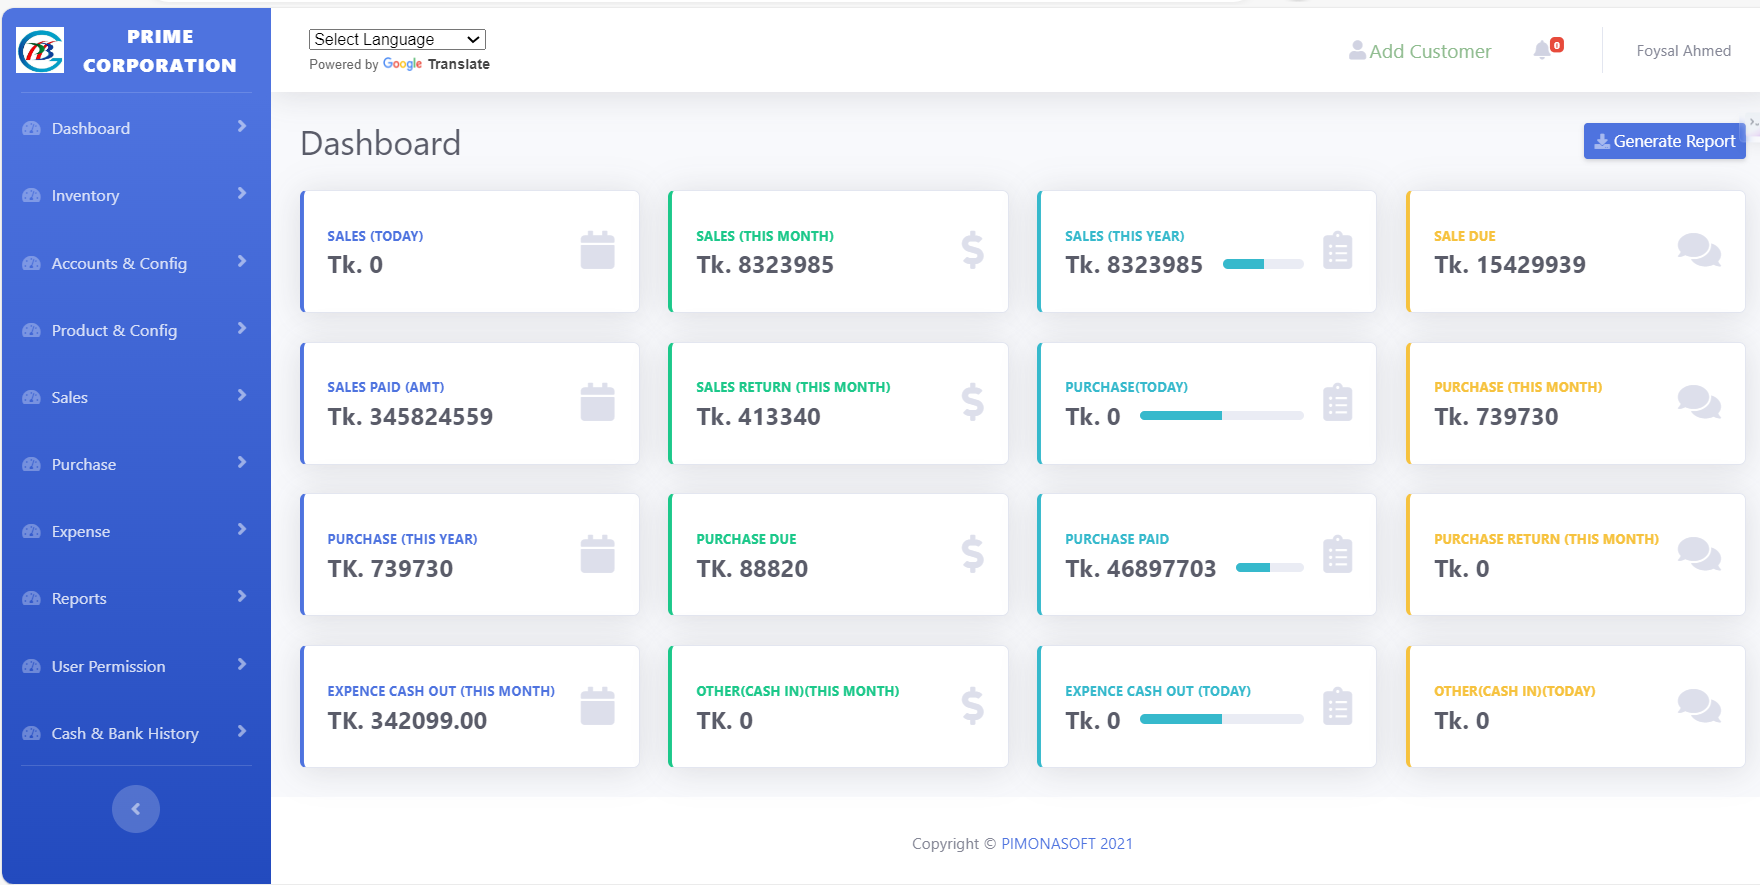 PRIME
CORPORATION
Dashboard
Inventory
Accounts & Config
Product & Config
Sales
Purchase
Expense
Reports
User Permission
Cash & Bank History
Select Language
Powered by Google Translate
Add Customer
0
Foysal Ahmed
Dashboard
Generate Report
SALES (TODAY)
Tk. 0
SALES (THIS MONTH)
Tk. 8323985
SALES (THIS YEAR)
Tk. 8323985
SALE DUE
Tk. 15429939
SALES PAID (AMT)
Tk. 345824559
SALES RETURN (THIS MONTH)
Tk. 413340
PURCHASE(TODAY)
Tk. 0
PURCHASE (THIS MONTH)
Tk. 739730
PURCHASE (THIS YEAR)
TK. 739730
PURCHASE DUE
TK. 88820
PURCHASE PAID
Tk. 46897703
PURCHASE RETURN (THIS MONTH)
Tk. 0
EXPENCE CASH OUT (THIS MONTH)
TK. 342099.00
OTHER(CASH IN)(THIS MONTH)
TK. 0
EXPENCE CASH OUT (TODAY)
Tk. 0
OTHER(CASH IN)(TODAY)
Tk. 0
Copyright © PIMONASOFT 2021